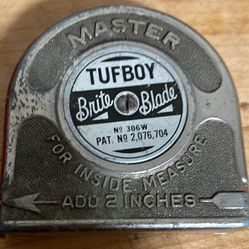 MASTER
TUFBOY
Brite Blade
Nº 306W
PAT. Nº 2,076,704
FOR INSIDE MEASURE
ADD 2 INCHES